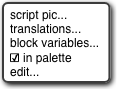 script pic...
translations...
block variables...
☑ in palette
edit...